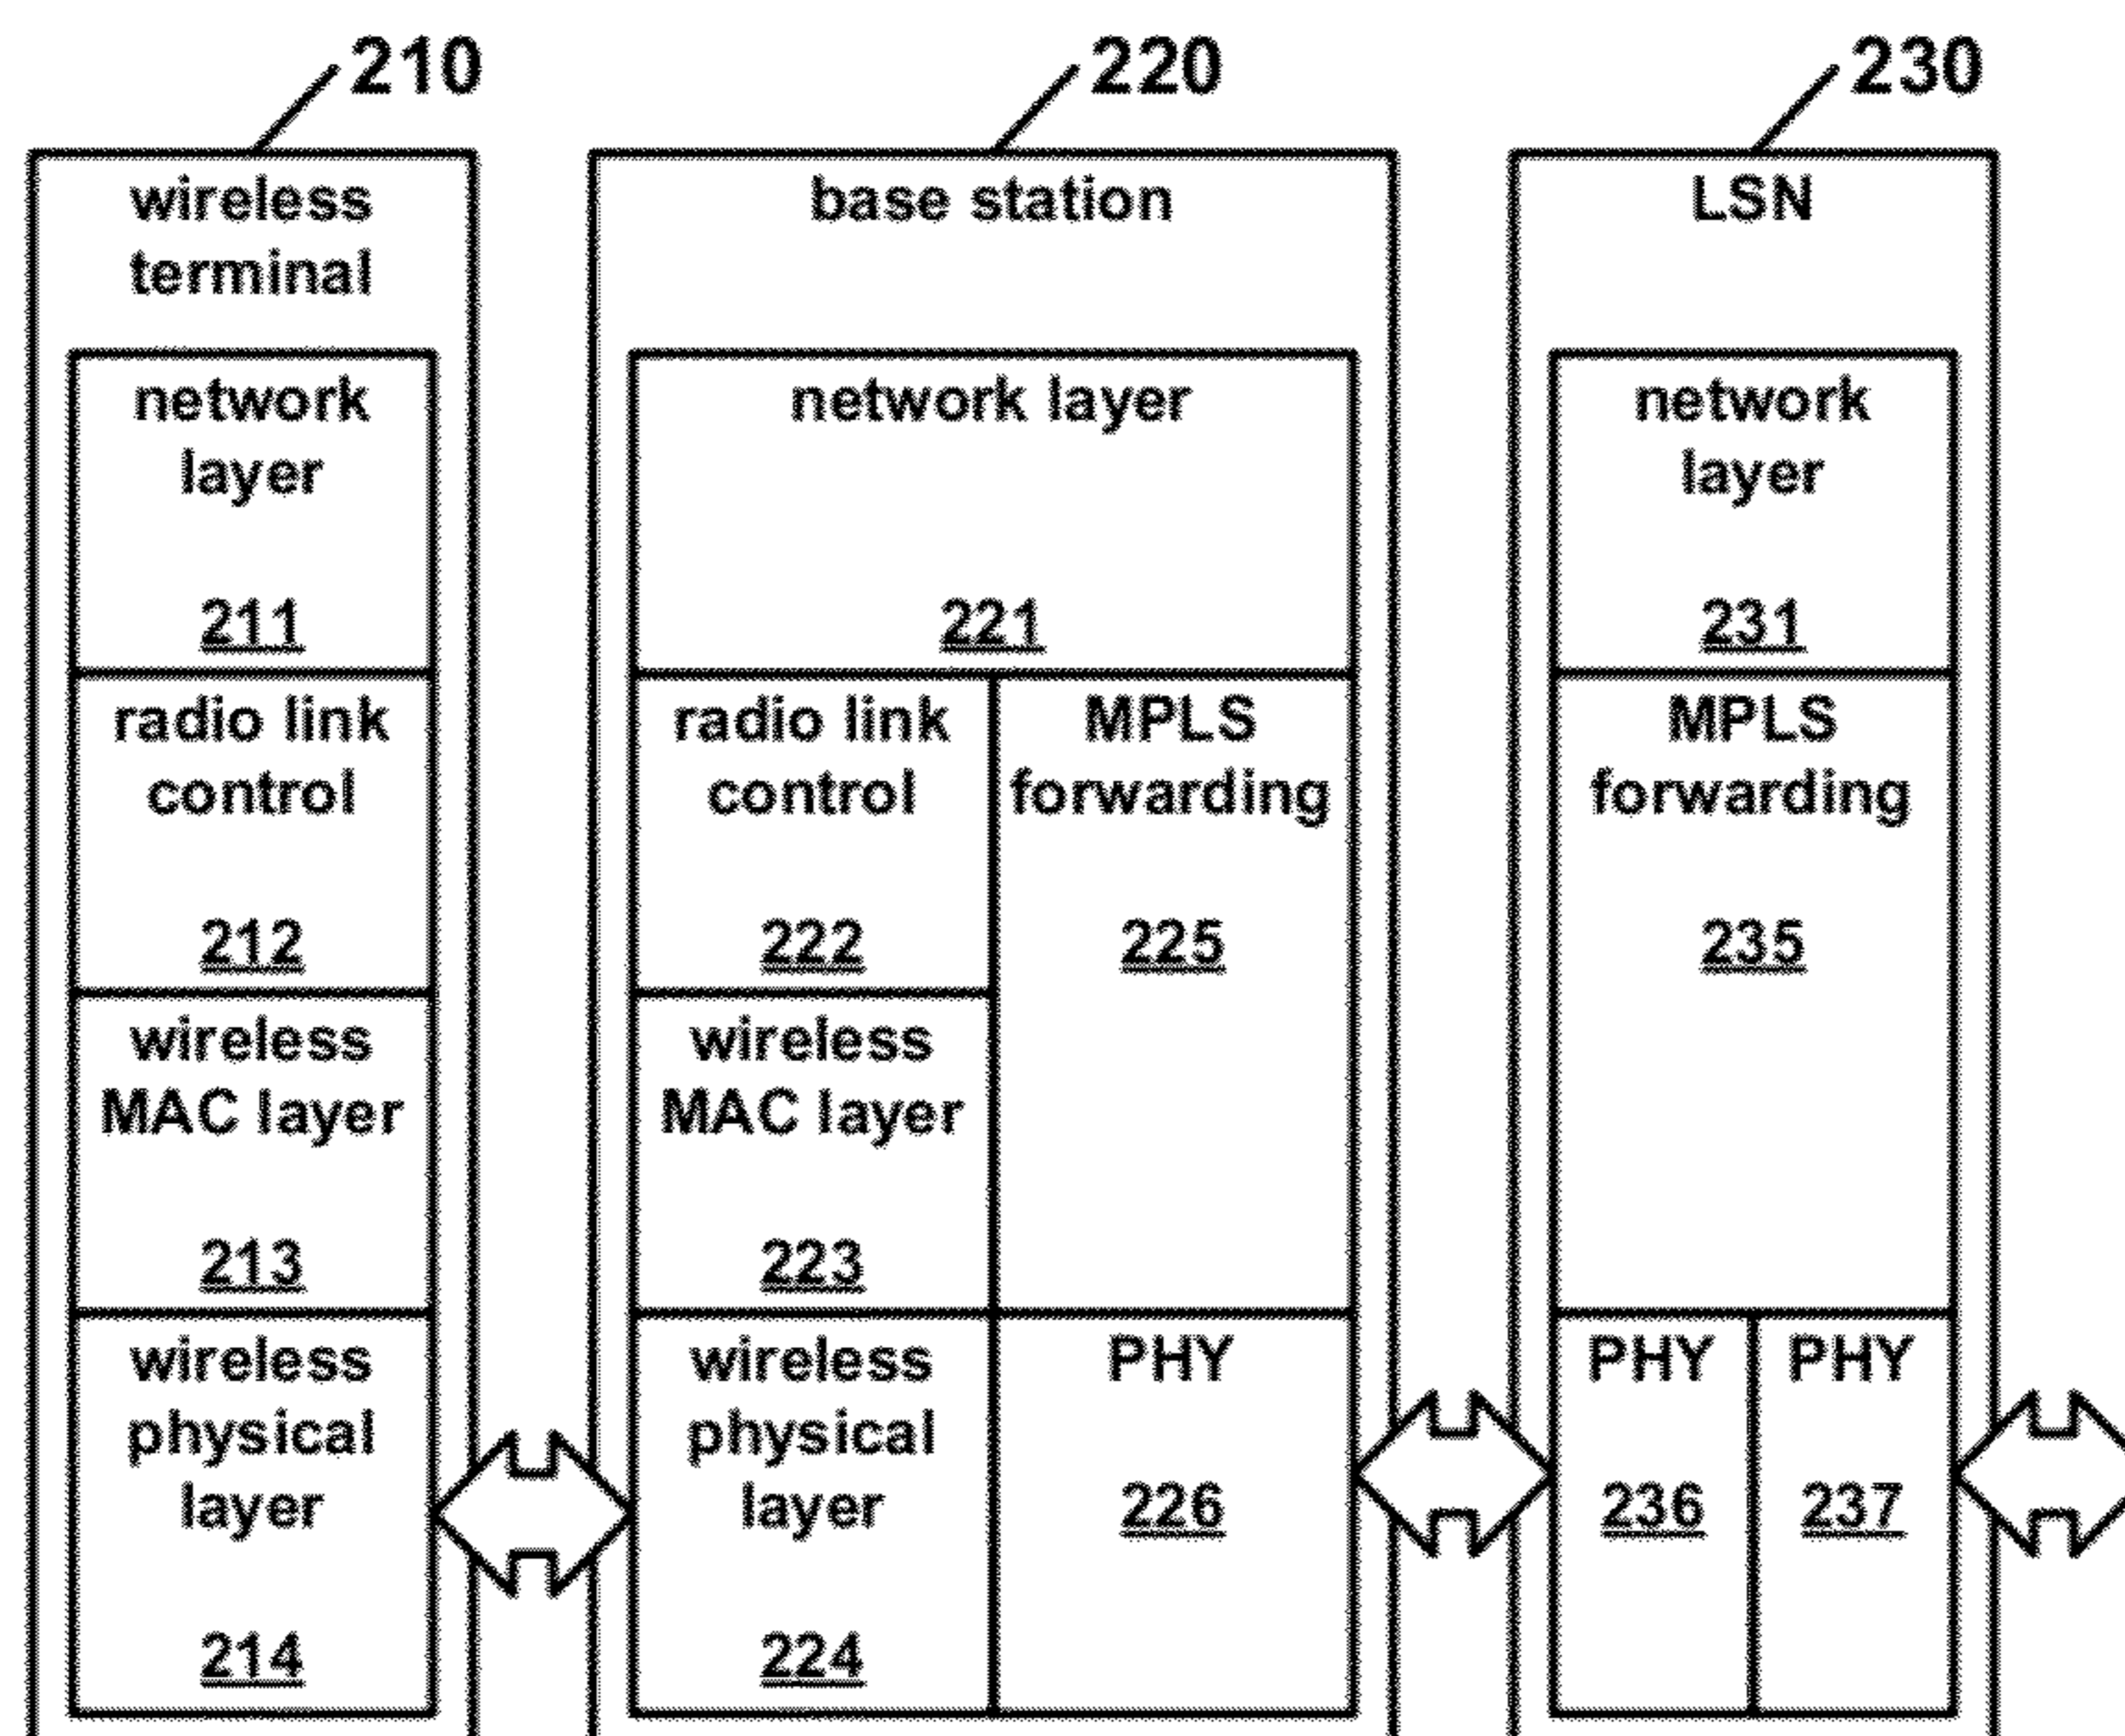 210
220
230
wireless
terminal
network
layer
211
radio link
control
212
wireless
MAC layer
213
wireless
physical
layer
214
base station
network layer
221
radio link
control
222
MPLS
forwarding
225
wireless
MAC layer
223
wireless
physical
layer
224
PHY
226
LSN
network
layer
231
MPLS
forwarding
235
PHY
236
PHY
237